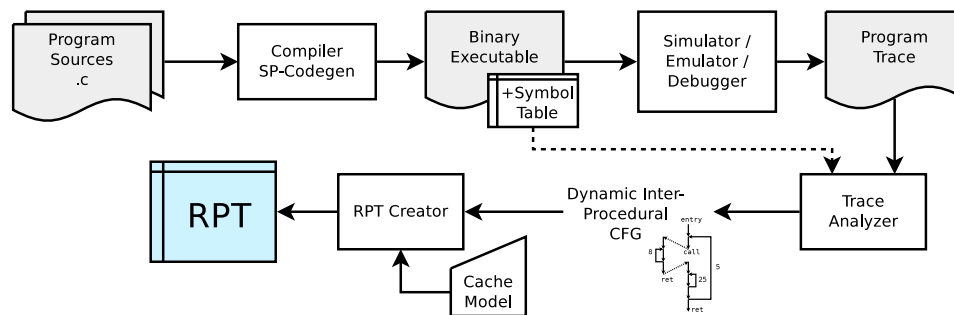 Program
Sources
.c
Compiler
SP-Codegen
Binary
Executable
+Symbol
Table
Simulator /
Emulator /
Debugger
Program
Trace
RPT
RPT Creator
Cache
Model
Dynamic Inter-
Procedural
CFG
entry
8
call
5
ret
25
ret
Trace
Analyzer